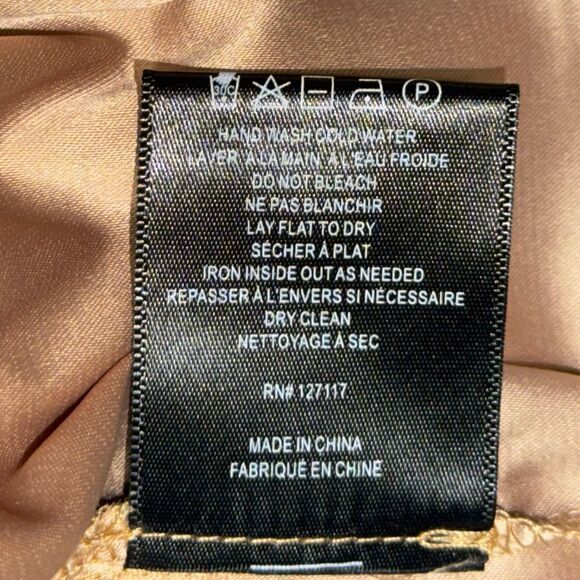 30C P
HAND WASH COLD WATER
LAVER À LA MAIN À L'EAU FROIDE
DO NOT BLEACH
NE PAS BLANCHIR
LAY FLAT TO DRY
SÉCHER À PLAT
IRON INSIDE OUT AS NEEDED
REPASSER À L'ENVERS SI NÉCESSAIRE
DRY CLEAN
NETTOYAGE À SEC
RN# 127117
MADE IN CHINA
FABRIQUÉ EN CHINE